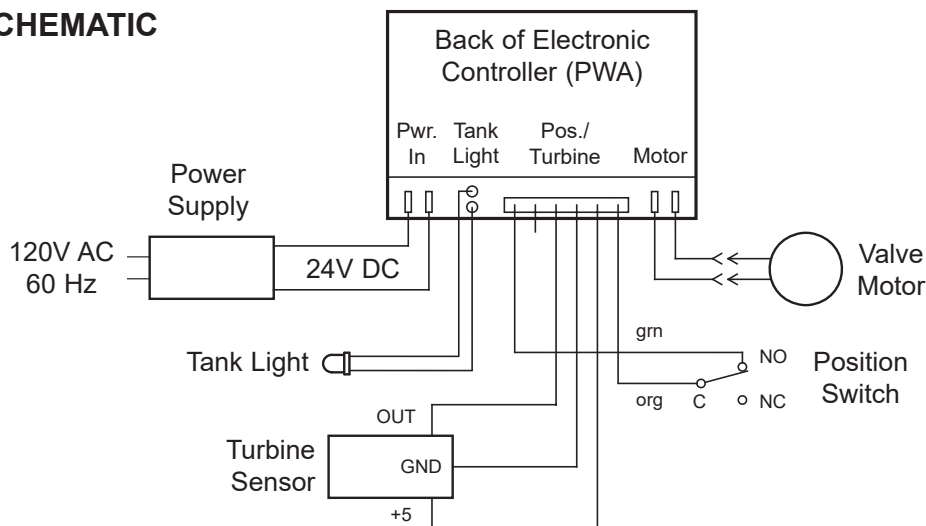 CHEMATIC
Back of Electronic
Controller (PWA)
Pwr.
In
Tank
Light
Pos./
Turbine
Motor
Power
Supply
120V AC
60 Hz
24V DC
Valve
Motor
grn
NO
Position
Switch
org
C
NC
Tank Light
OUT
Turbine
Sensor
GND
+5